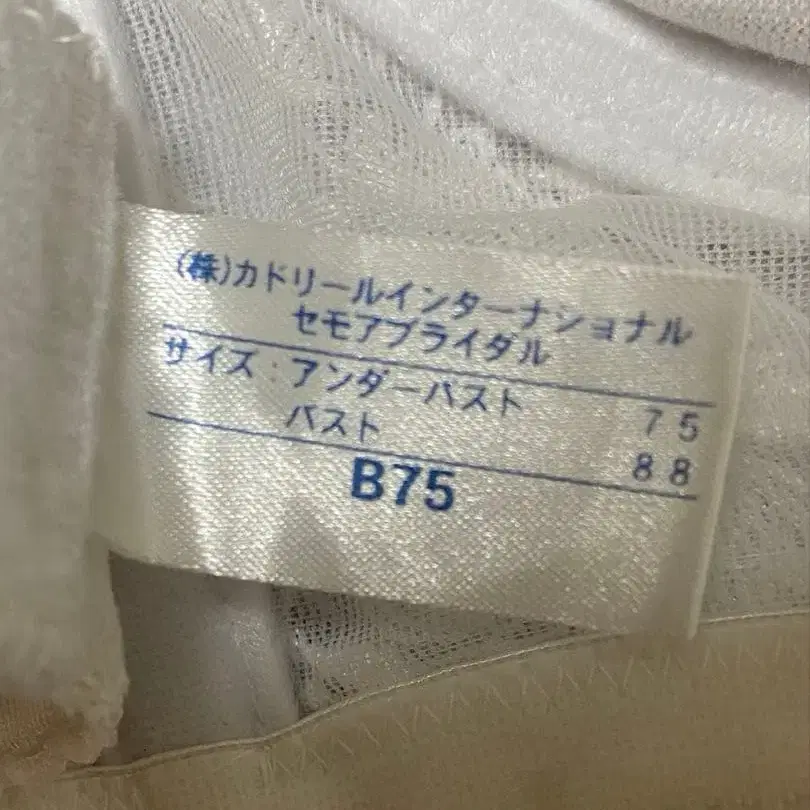 (株)カドリールインターナショナル
セモアブライダル
サイズ:アンダーバスト 75
バスト 88
B75